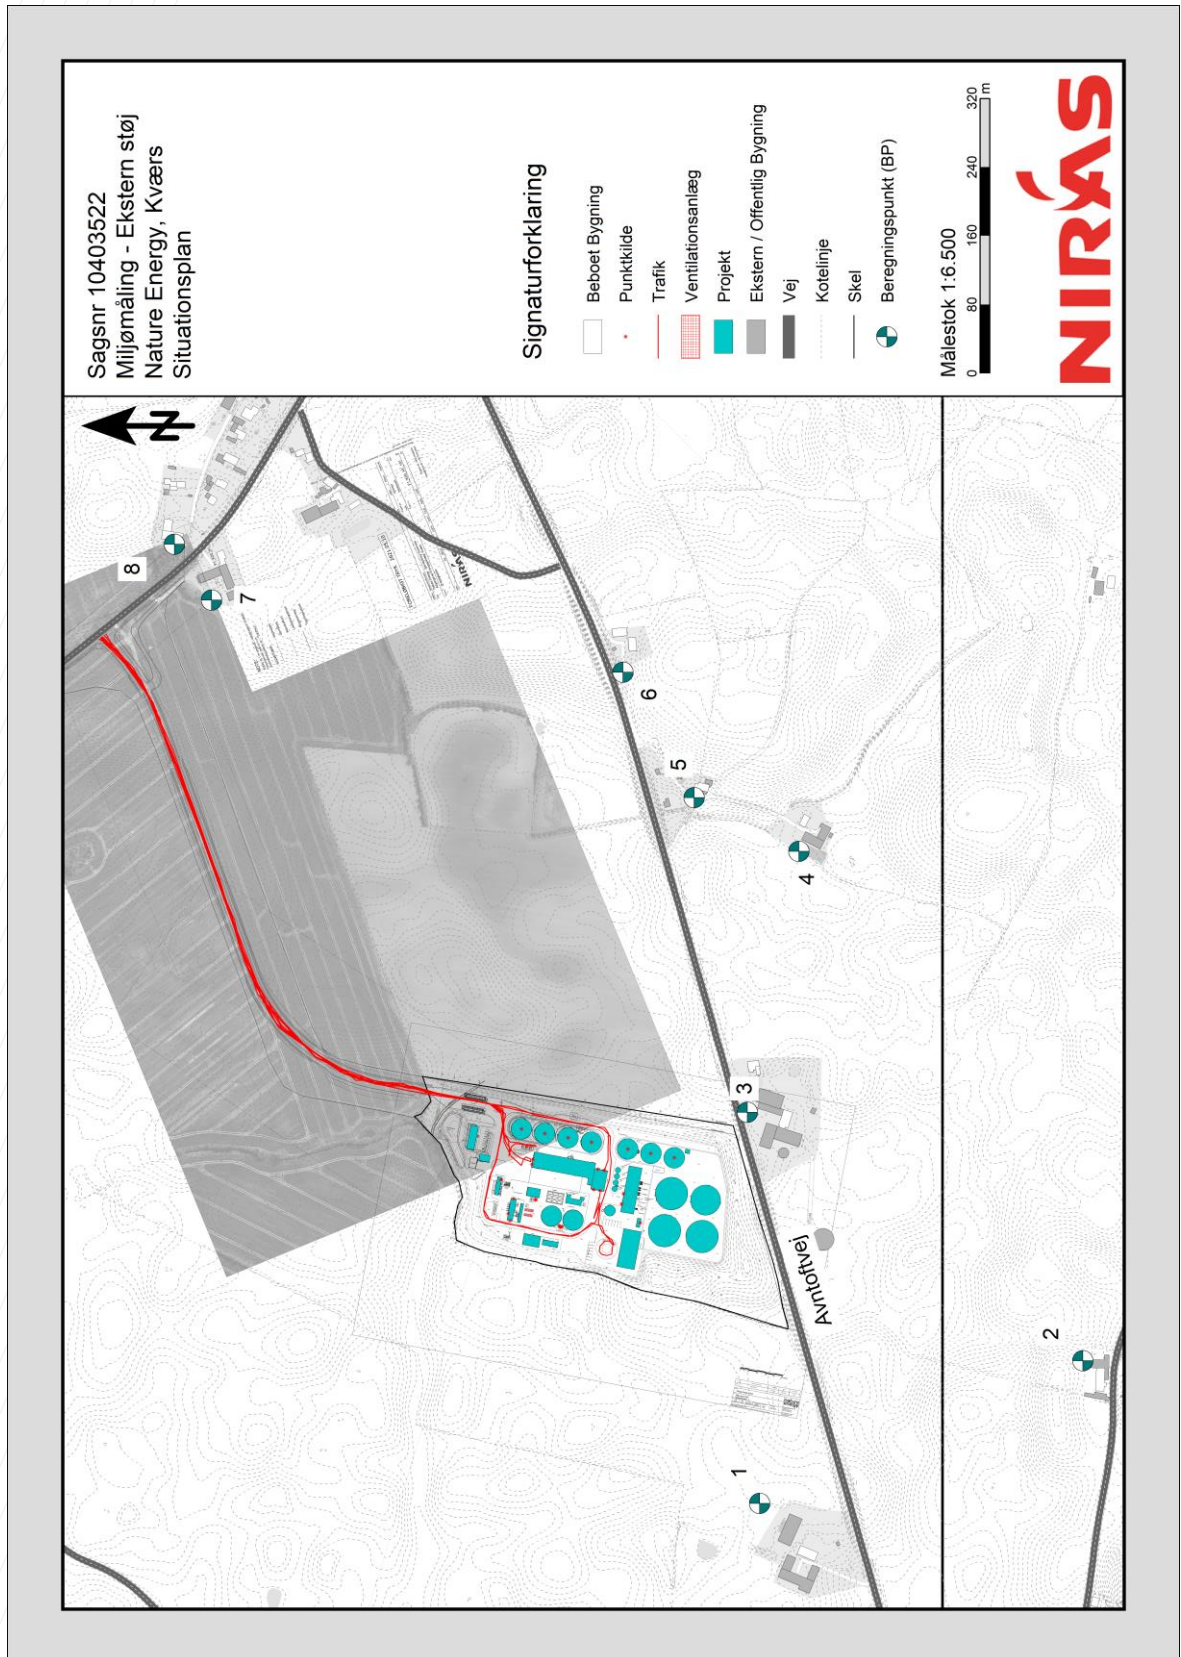 Sagsnr 10403522
Miljømåling - Ekstern støj
Nature Energy, Kværs
Situationsplan
Signaturforklaring
Beboet Bygning
Punktkilde
Trafik
Ventilationsanlæg
Projekt
Ekstern / Offentlig Bygning
Vej
Kotelinje
Skel
Beregningspunkt (BP)
Målestok 1:6.500
0 80 160 240 320 m
NIRAS
N
8
7
NIRAS
6
5
4
3
Avntoftvej
2
1